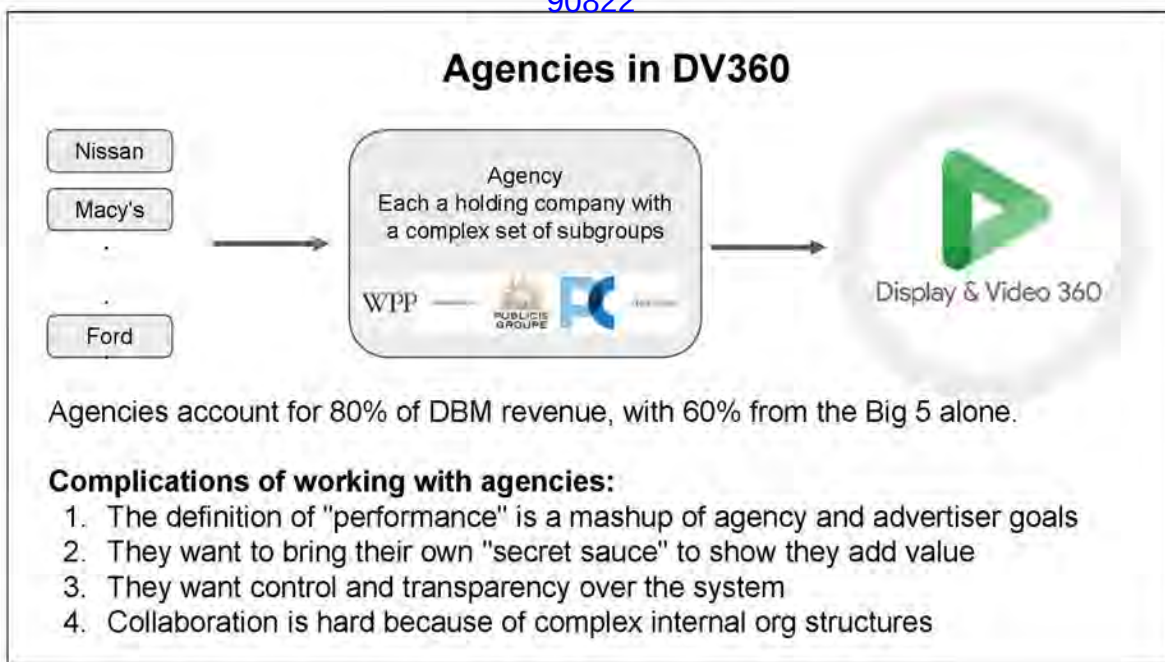 90822
Agencies in DV360
Nissan
Macy's
.
.
Ford
.
Agency
Each a holding company with
a complex set of subgroups
WPP
PUBLICIS
GROUPE
Display & Video 360
Agencies account for 80% of DBM revenue, with 60% from the Big 5 alone.
Complications of working with agencies:
1. The definition of "performance" is a mashup of agency and advertiser goals
2. They want to bring their own "secret sauce" to show they add value
3. They want control and transparency over the system
4. Collaboration is hard because of complex internal org structures